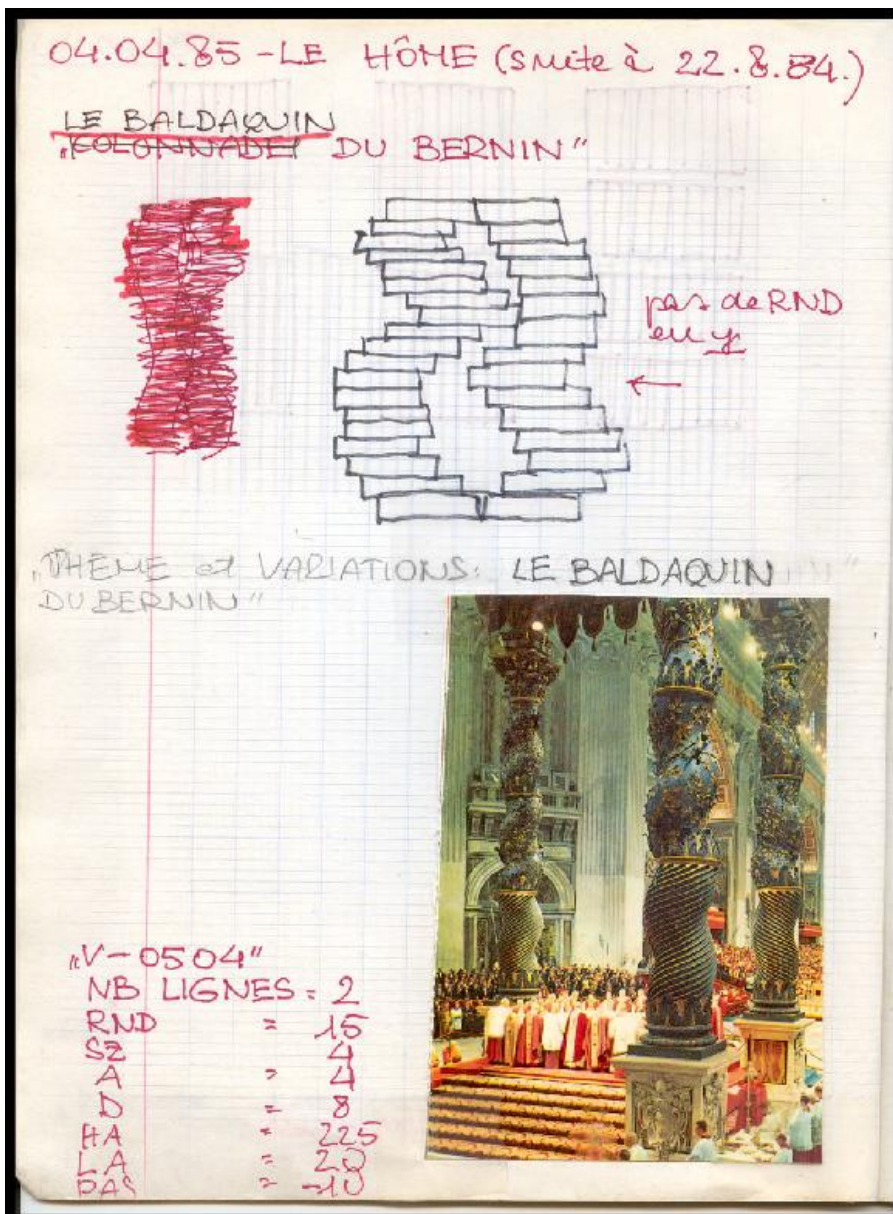 04.04.85 - LE HÔME (suite à 22.8.84.)
LE BALDAQUIN
"COLONNADE DU BERNIN"
pas de RND
en y
"THÈME et VARIATIONS: LE BALDAQUIN
DU BERNIN"
"V-0504"
NB LIGNES = 2
RND = 15
SZ 4
A = 4
D = 8
HA = 225
LA = 20
PAS = -10